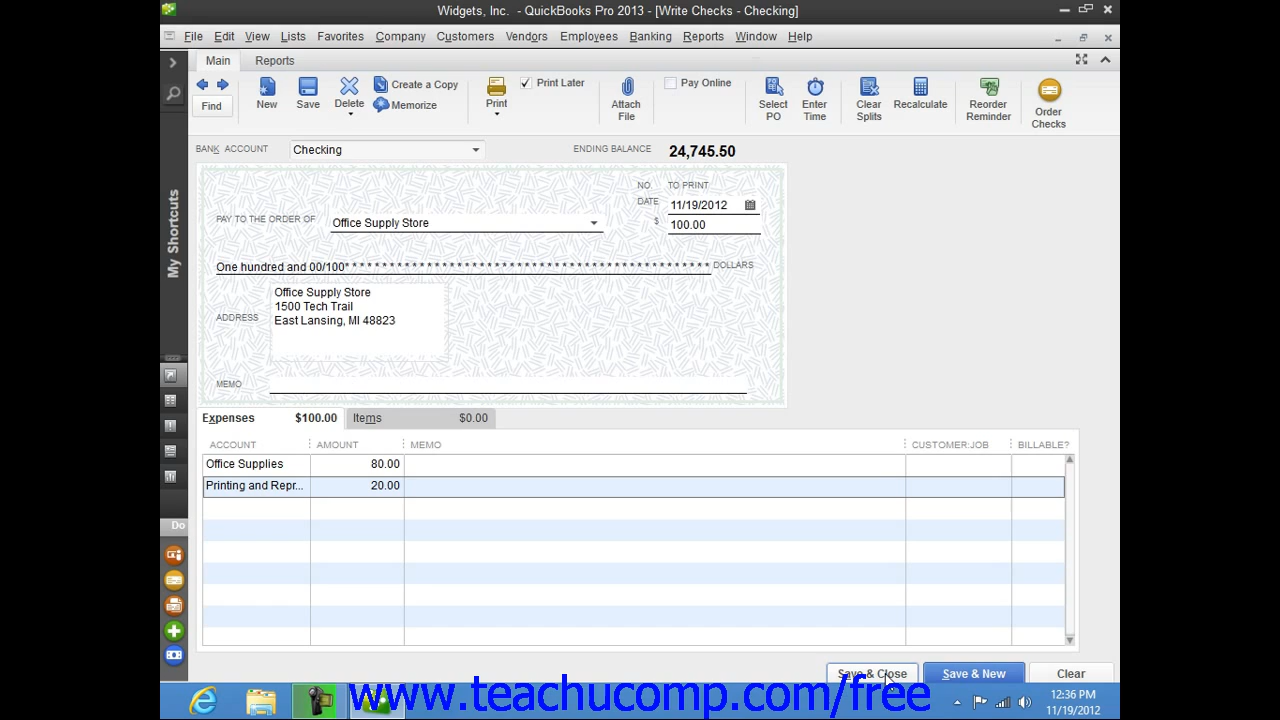 Widgets, Inc. - QuickBooks Pro 2013 - [Write Checks - Checking]
File Edit View Lists Favorites Company Customers Vendors Employees Banking Reports Window Help
Main Reports
Find New Save Delete Create a Copy Memorize Print Print Later Attach File Pay Online Select PO Enter Time Clear Splits Recalculate Reorder Reminder Order Checks
My Shortcuts
Do
BANK ACCOUNT Checking ENDING BALANCE 24,745.50
NO. TO PRINT
DATE 11/19/2012
PAY TO THE ORDER OF Office Supply Store $ 100.00
One hundred and 00/100* * * * * * * * * * * * * * * * * * * * * * * * * * * * * * * * * * * * * * * * * * * * * * * * * DOLLARS
ADDRESS
Office Supply Store
1500 Tech Trail
East Lansing, MI 48823
MEMO
Expenses $100.00 Items $0.00
ACCOUNT AMOUNT MEMO CUSTOMER:JOB BILLABLE?
Office Supplies 80.00
Printing and Repr... 20.00
Save & Close Save & New Clear
www.teachucomp.com/free
12:36 PM
11/19/2012